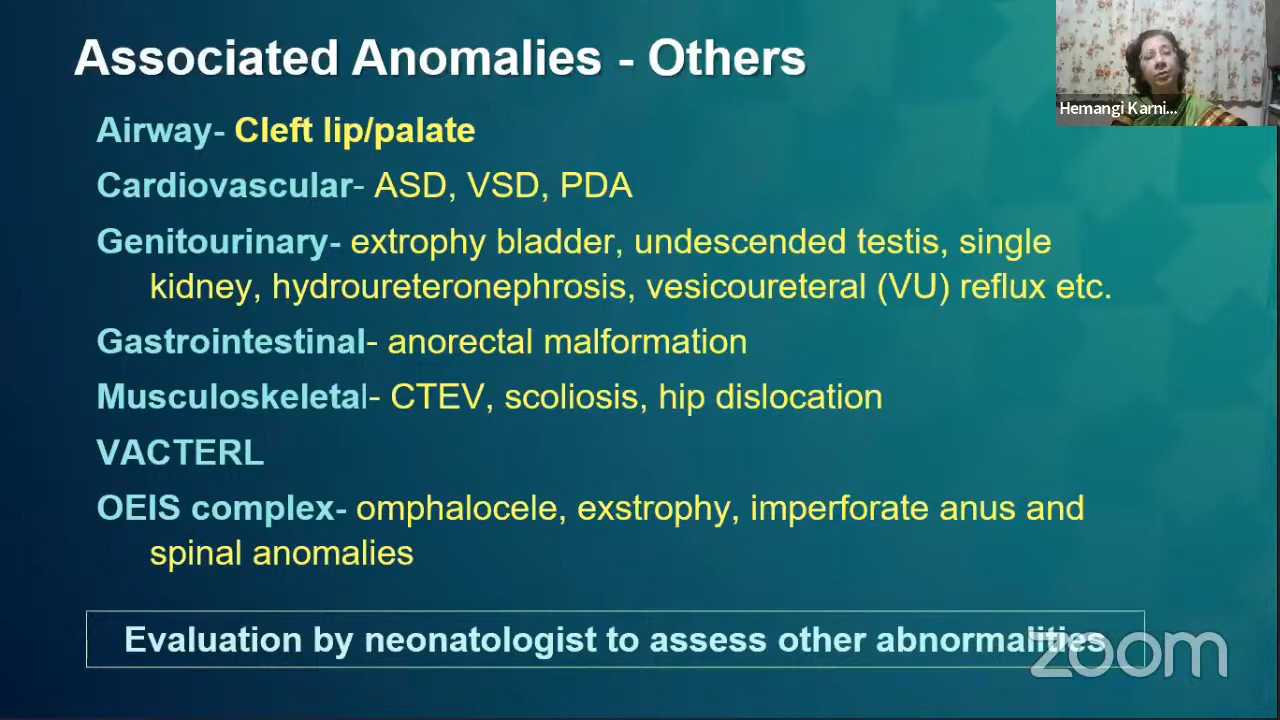 Associated Anomalies - Others
Hemangi Karni...
Airway- Cleft lip/palate
Cardiovascular- ASD, VSD, PDA
Genitourinary- extrophy bladder, undescended testis, single
kidney, hydroureteronephrosis, vesicoureteral (VU) reflux etc.
Gastrointestinal- anorectal malformation
Musculoskeletal- CTEV, scoliosis, hip dislocation
VACTERL
OEIS complex- omphalocele, exstrophy, imperforate anus and
spinal anomalies
Evaluation by neonatologist to assess other abnormalities
zoom